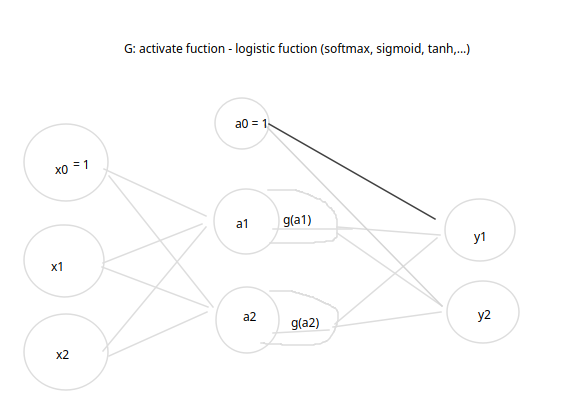 G: activate fuction - logistic fuction (softmax, sigmoid, tanh,...)
a0 = 1
x0 = 1
a1
g(a1)
y1
x1
a2
g(a2)
y2
x2